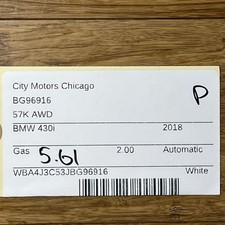 City Motors Chicago
BG96916
P
57K AWD
BMW 430i 2018
Gas 5.61 2.00 Automatic
WBA4J3C53JBG96916 White